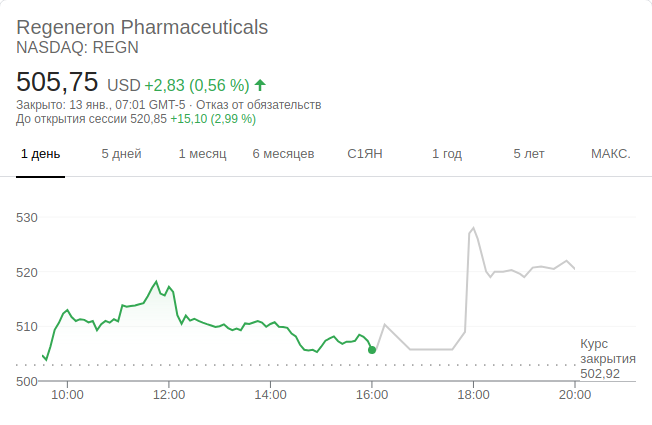 Regeneron Pharmaceuticals
NASDAQ: REGN
505,75 USD +2,83 (0,56 %)
Закрыто: 13 янв., 07:01 GMT-5 · Отказ от обязательств
До открытия сессии 520,85 +15,10 (2,99 %)
1 день 5 дней 1 месяц 6 месяцев С1ЯН 1 год 5 лет МАКС.
530
520
510
Курс
закрытия
502,92
500
10:00 12:00 14:00 16:00 18:00 20:00